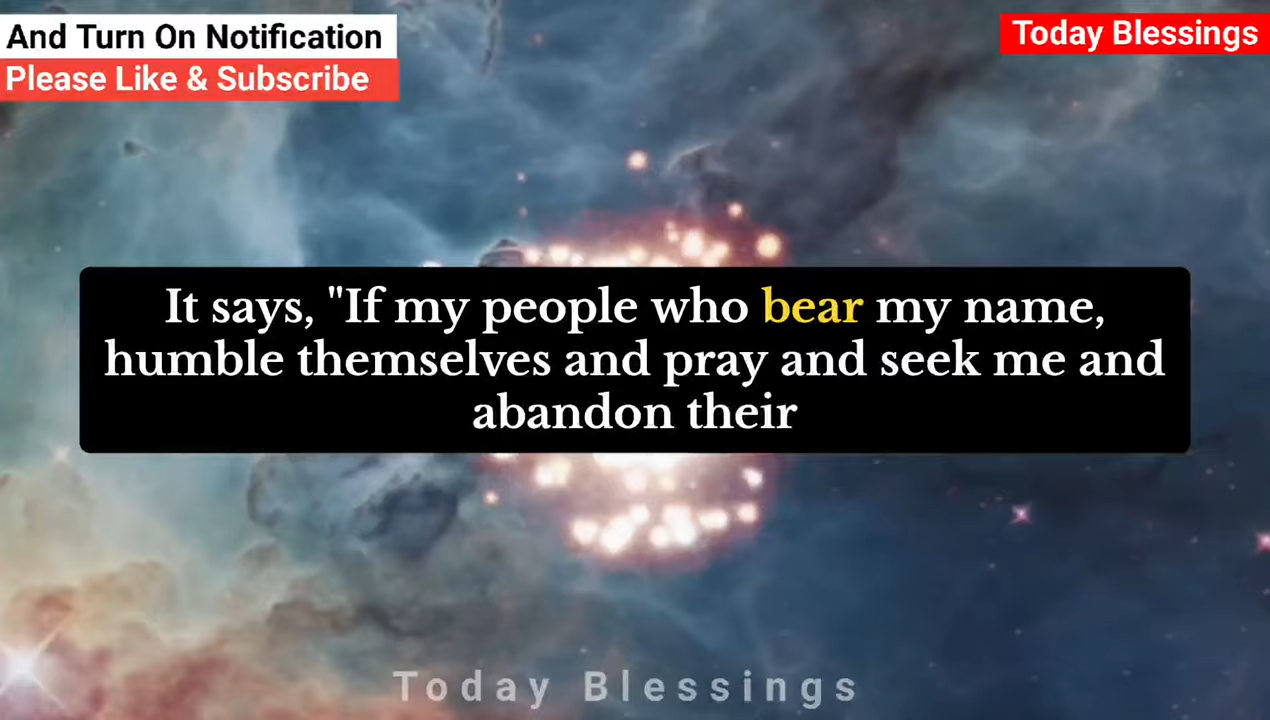 And Turn On Notification
Please Like & Subscribe
Today Blessings
It says, "If my people who bear my name,
humble themselves and pray and seek me and
abandon their
Today Blessings